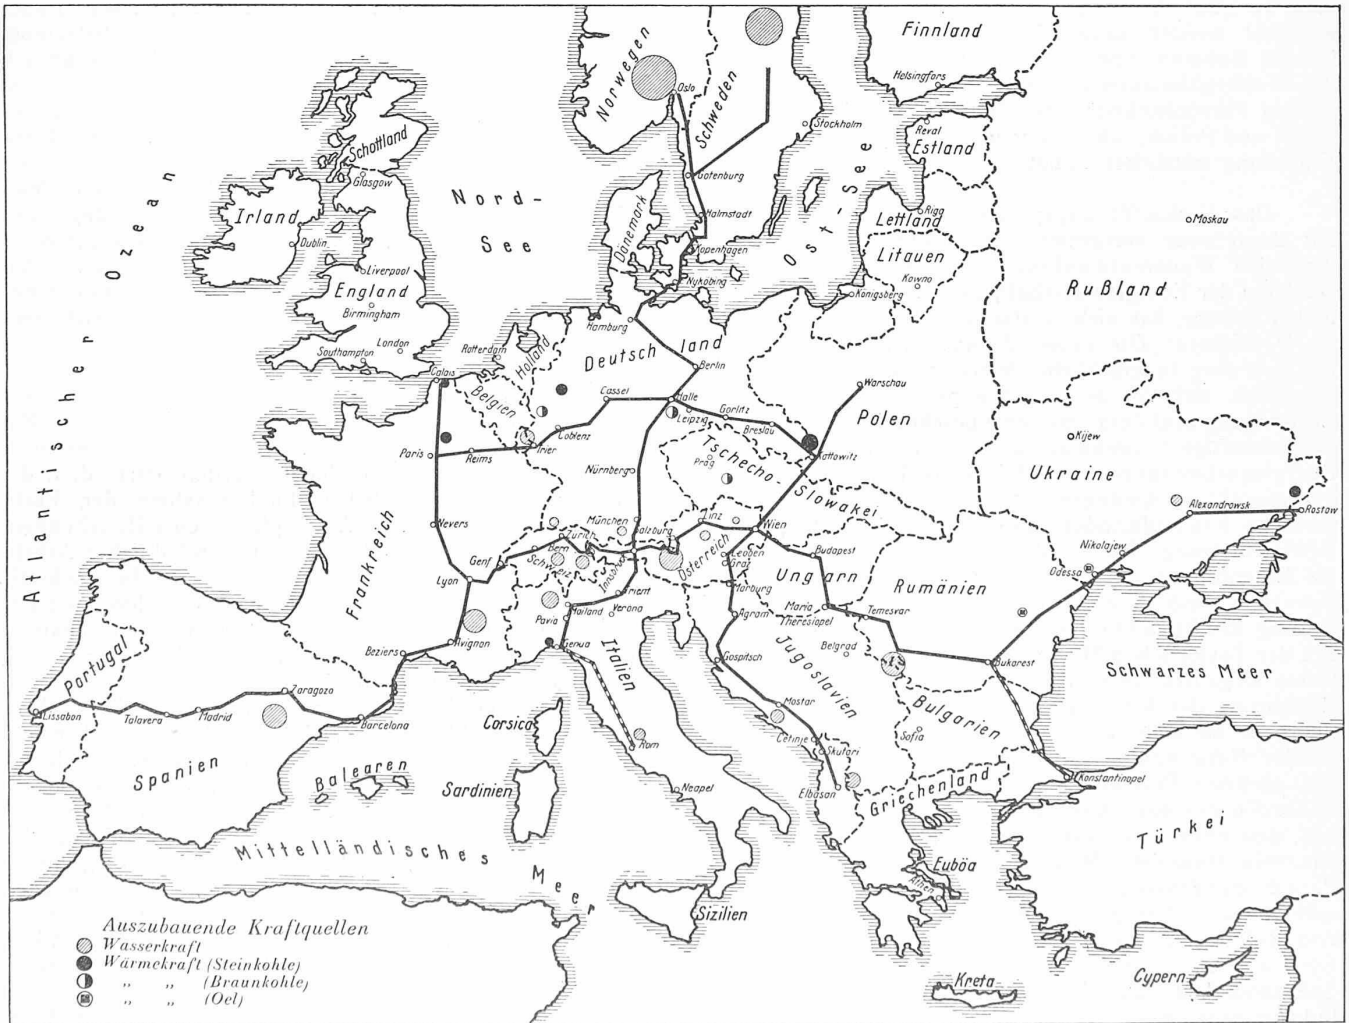 Finnland
Norwegen
Schweden
Helsingfors
Oslo
Stockholm
Reval
Estland
Schottland
Glasgow
Nord-
See
Gotenburg
Ost-See
Riga
Lettland
Moskau
Irland
Dublin
Halmstadt
Dänemark
Kopenhagen
Litauen
Kowno
Liverpool
England
Birmingham
Nykobing
Königsberg
Rußland
Hamburg
London
Southampton
Rotterdam
Holland
Deutschland
Calais
Berlin
Warschau
Belgien
Cassel
Halle
Leipzig
Gorlitz
Breslau
Polen
Coblenz
Trier
Kijew
Paris
Reims
Nürnberg
Prag
Tschecho-Slowakei
Kattowitz
Ukraine
Atlantischer Ozean
Alexandrowsk
Rostow
Nevers
Zürich
München
Salzburg
Linz
Wien
Frankreich
Bern
Schweiz
Innsbruck
Österreich
Leoben
Graz
Budapest
Nikolajew
Odessa
Genf
Lyon
Ungarn
Rumänien
Trient
Marburg
Mailand
Verona
Pavia
Agram
Maria
Theresiopel
Temesvar
Avignon
Beziers
Genua
Italien
Gospitsch
Jugoslavien
Belgrad
Bukarest
Portugal
Schwarzes Meer
Zaragoza
Lissabon
Talavera
Madrid
Barcelona
Corsica
Mostar
Bulgarien
Rom
Cetinje
Skutari
Sofia
Spanien
Balearen
Sardinien
Neapel
Elbasan
Griechenland
Konstantinopel
Türkei
Mittelländisches
Meer
Euböa
Athen
Sizilien
Kreta
Cypern
Auszubauende Kraftquellen
Wasserkraft
Wärmekraft (Steinkohle)
„ „ (Braunkohle)
„ „ (Oel)